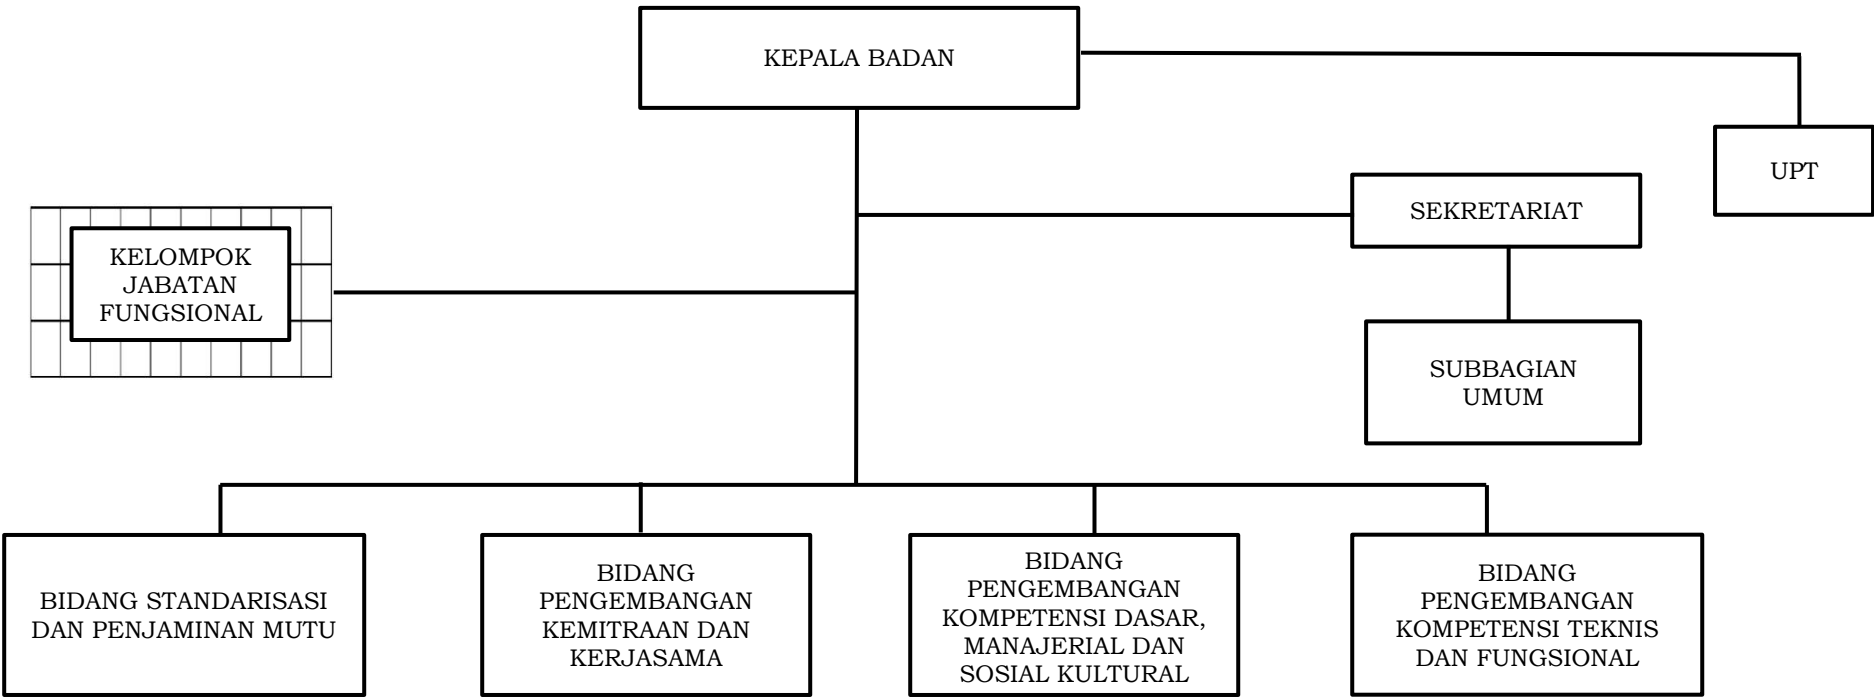 KEPALA BADAN
UPT
SEKRETARIAT
KELOMPOK
JABATAN
FUNGSIONAL
SUBBAGIAN
UMUM
BIDANG STANDARISASI
DAN PENJAMINAN MUTU
BIDANG
PENGEMBANGAN
KEMITRAAN DAN
KERJASAMA
BIDANG
PENGEMBANGAN
KOMPETENSI DASAR,
MANAJERIAL DAN
SOSIAL KULTURAL
BIDANG
PENGEMBANGAN
KOMPETENSI TEKNIS
DAN FUNGSIONAL